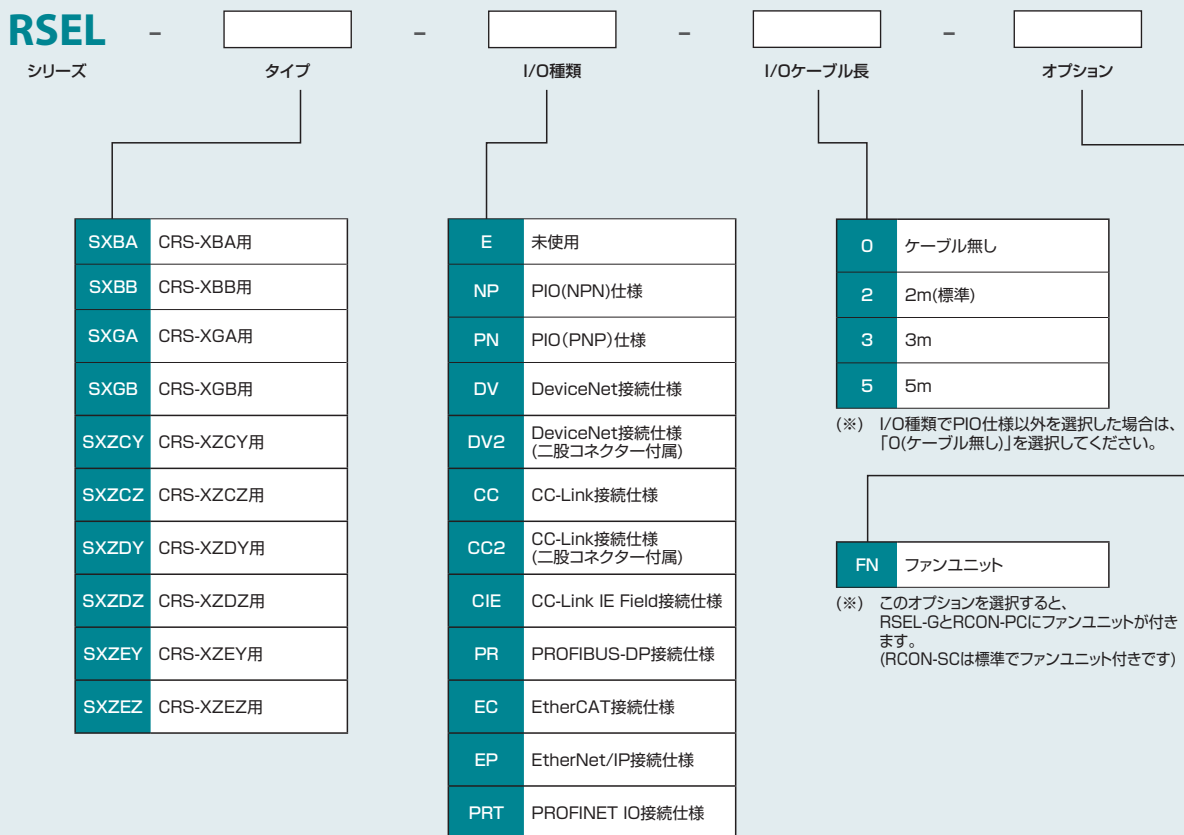 RSEL - - - -
シリーズ タイプ I/O種類 I/Oケーブル長 オプション
SXBA CRS-XBA用
SXBB CRS-XBB用
SXGA CRS-XGA用
SXGB CRS-XGB用
SXZCY CRS-XZCY用
SXZCZ CRS-XZCZ用
SXZDY CRS-XZDY用
SXZDZ CRS-XZDZ用
SXZEY CRS-XZEY用
SXZEZ CRS-XZEZ用
E 未使用
NP PIO(NPN)仕様
PN PIO(PNP)仕様
DV DeviceNet接続仕様
DV2 DeviceNet接続仕様
(二股コネクター付属)
CC CC-Link接続仕様
CC2 CC-Link接続仕様
(二股コネクター付属)
CIE CC-Link IE Field接続仕様
PR PROFIBUS-DP接続仕様
EC EtherCAT接続仕様
EP EtherNet/IP接続仕様
PRT PROFINET IO接続仕様
0 ケーブル無し
2 2m(標準)
3 3m
5 5m
(※) I/O種類でPIO仕様以外を選択した場合は、
「0(ケーブル無し)」を選択してください。
FN ファンユニット
(※) このオプションを選択すると、
RSEL-GとRCON-PCにファンユニットが付き
ます。
(RCON-SCは標準でファンユニット付きです)